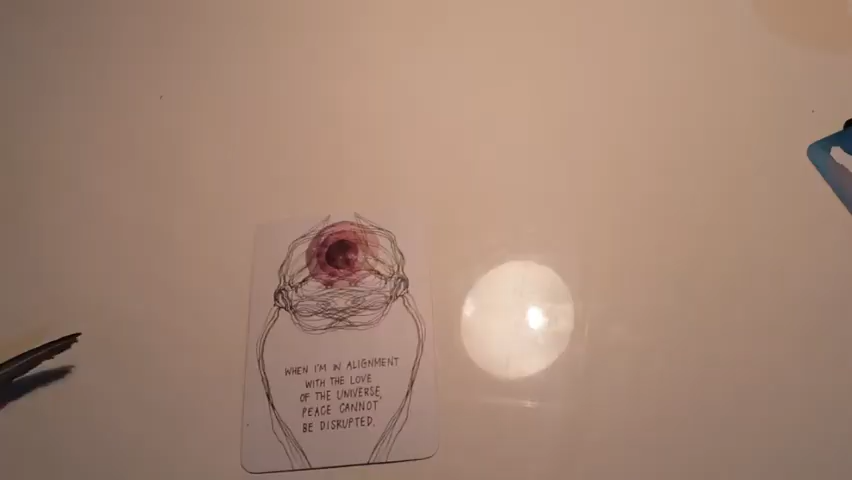 WHEN I'M IN ALIGNMENT
WITH THE LOVE
OF THE UNIVERSE,
PEACE CANNOT
BE DISRUPTED.